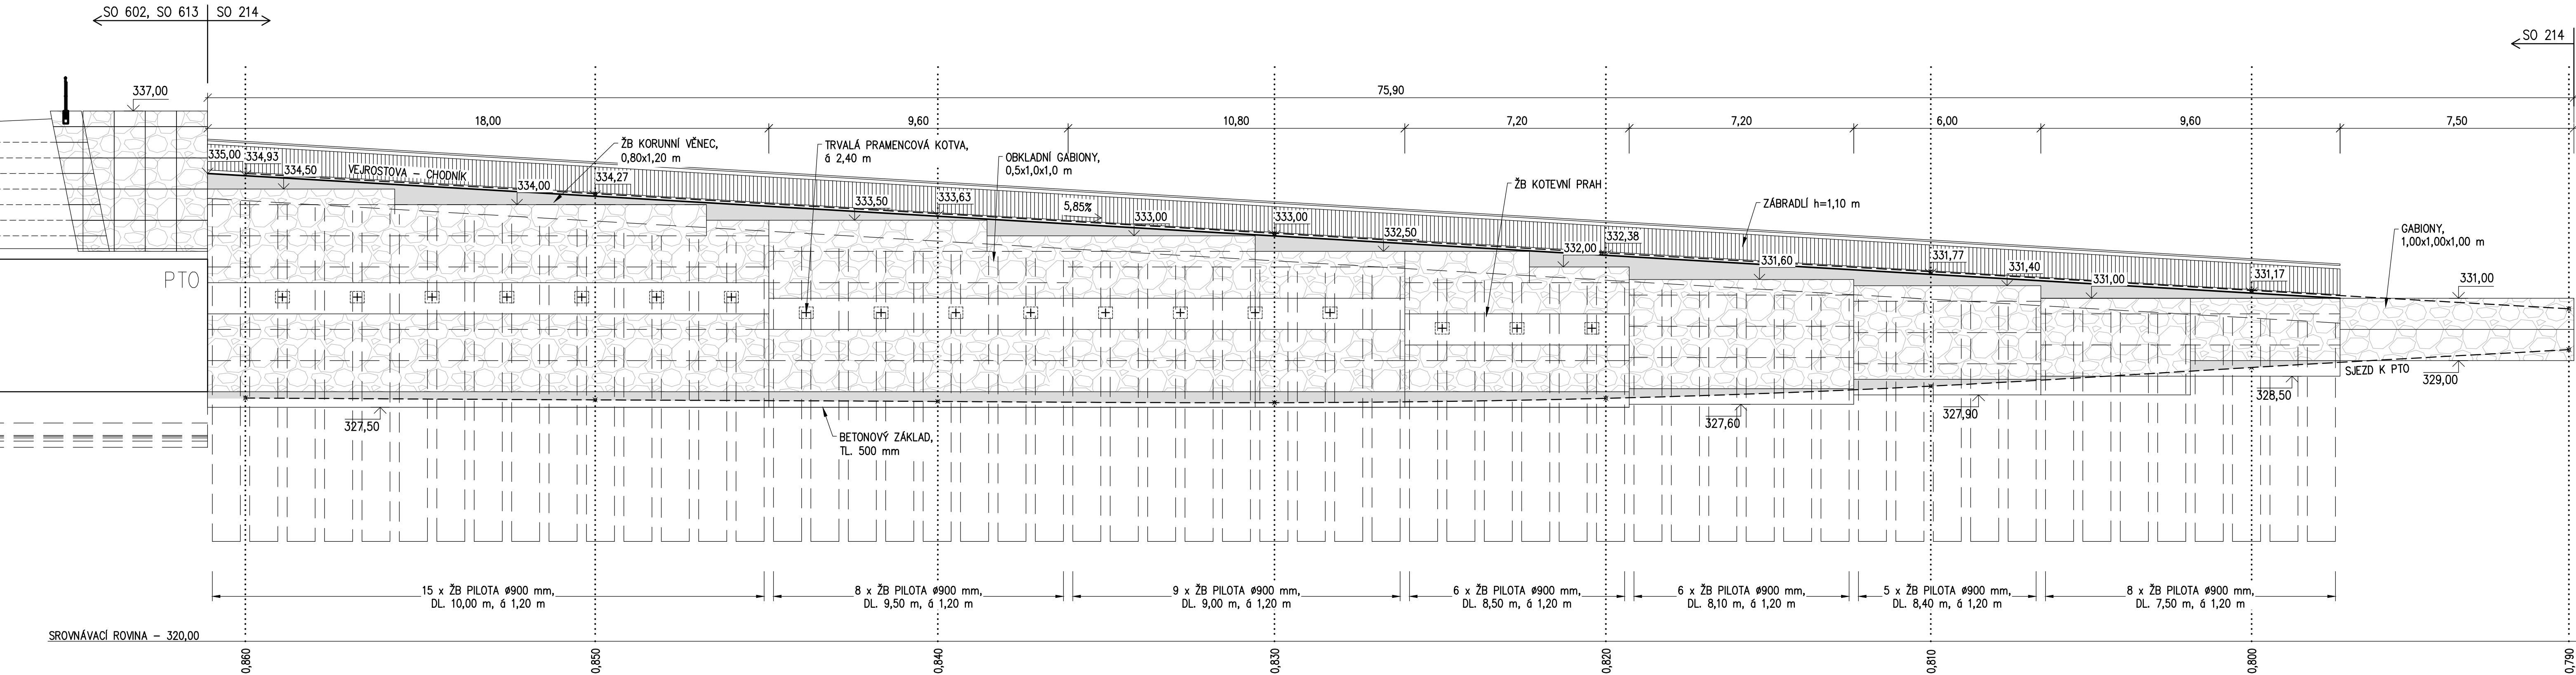 SO 602, SO 613
SO 214
SO 214
337,00
75,90
18,00
9,60
10,80
7,20
7,20
6,00
9,60
7,50
ŽB KORUNNÍ VĚNEC,
0,80x1,20 m
TRVALÁ PRAMENCOVÁ KOTVA,
á 2,40 m
OBKLADNÍ GABIONY,
0,5x1,0x1,0 m
ŽB KOTEVNÍ PRAH
ZÁBRADLÍ h=1,10 m
GABIONY,
1,00x1,00x1,00 m
335,00
334,93
334,50
VEJROSTOVA – CHODNÍK
334,00
334,27
333,50
333,63
5,85%
333,00
333,00
332,50
332,00
332,38
331,60
331,77
331,40
331,00
331,17
331,00
PTO
SJEZD K PTO
329,00
328,50
327,90
327,60
327,50
BETONOVÝ ZÁKLAD,
TL. 500 mm
15 x ŽB PILOTA ø900 mm,
DL. 10,00 m, á 1,20 m
8 x ŽB PILOTA ø900 mm,
DL. 9,50 m, á 1,20 m
9 x ŽB PILOTA ø900 mm,
DL. 9,00 m, á 1,20 m
6 x ŽB PILOTA ø900 mm,
DL. 8,50 m, á 1,20 m
6 x ŽB PILOTA ø900 mm,
DL. 8,10 m, á 1,20 m
5 x ŽB PILOTA ø900 mm,
DL. 8,40 m, á 1,20 m
8 x ŽB PILOTA ø900 mm,
DL. 7,50 m, á 1,20 m
SROVNÁVACÍ ROVINA – 320,00
0,860
0,850
0,840
0,830
0,820
0,810
0,800
0,790